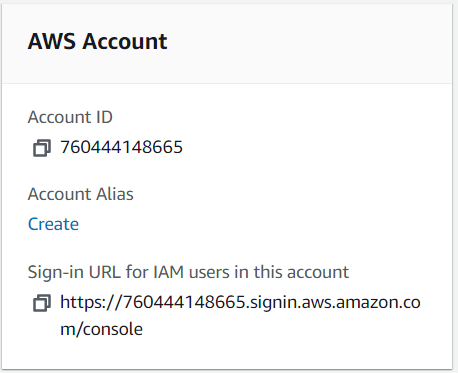 AWS Account
Account ID
760444148665
Account Alias
Create
Sign-in URL for IAM users in this account
https://760444148665.signin.aws.amazon.co
m/console